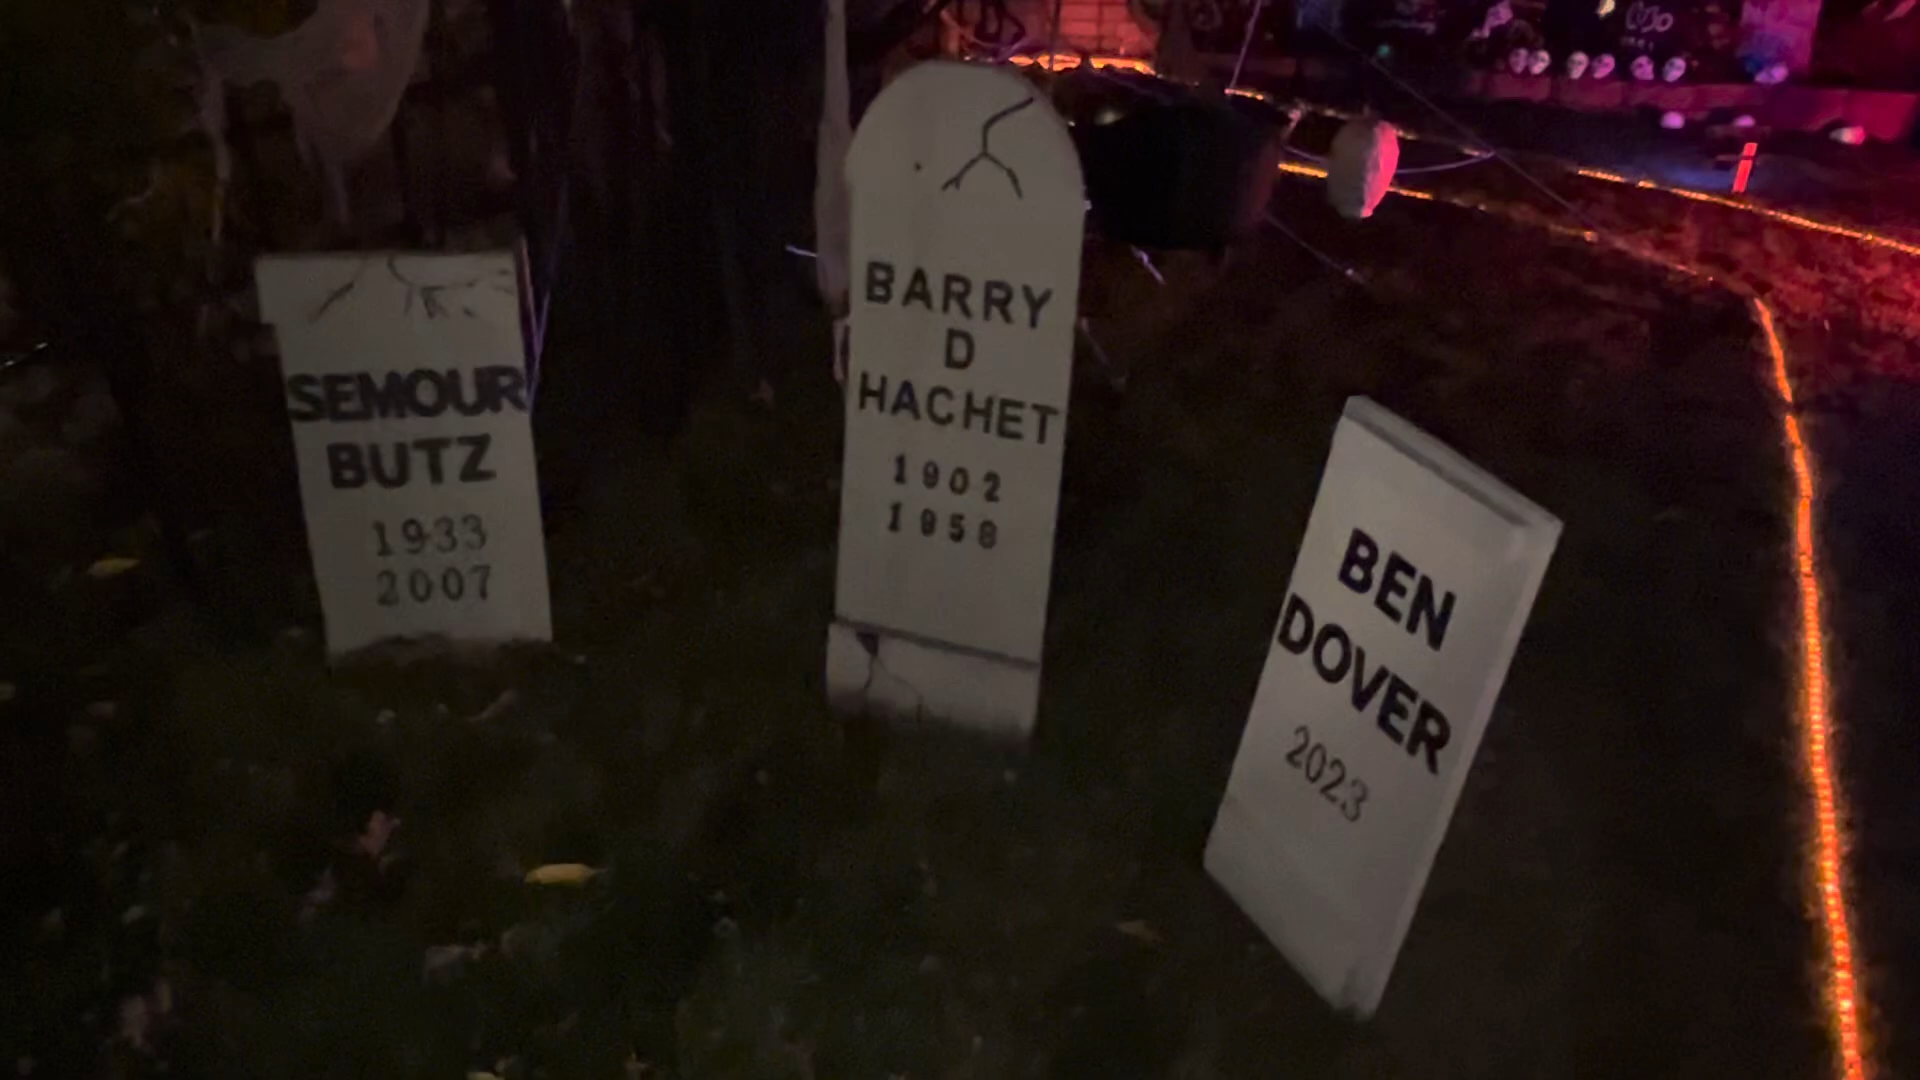 SEMOUR
BUTZ
1933
2007
BARRY
D
HACHET
1902
1958
BEN
DOVER
2023